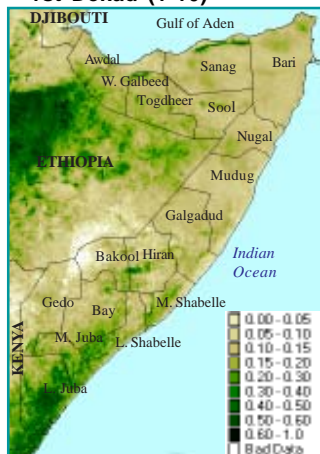 DJIBOUTI
Gulf of Aden
Awdal
Sanag
Bari
W. Galbeed
Togdheer
Sool
Nugal
ETHIOPIA
Mudug
Galgadud
Bakool
Hiran
Indian
Ocean
Gedo
Bay
M. Shabelle
KENYA
M. Juba
L. Shabelle
L. Juba
0.00 - 0.05
0.05 - 0.10
0.10 - 0.15
0.15 - 0.20
0.20 - 0.30
0.30 - 0.40
0.40 - 0.50
0.50 - 0.60
0.60 - 1.0
Bad Data